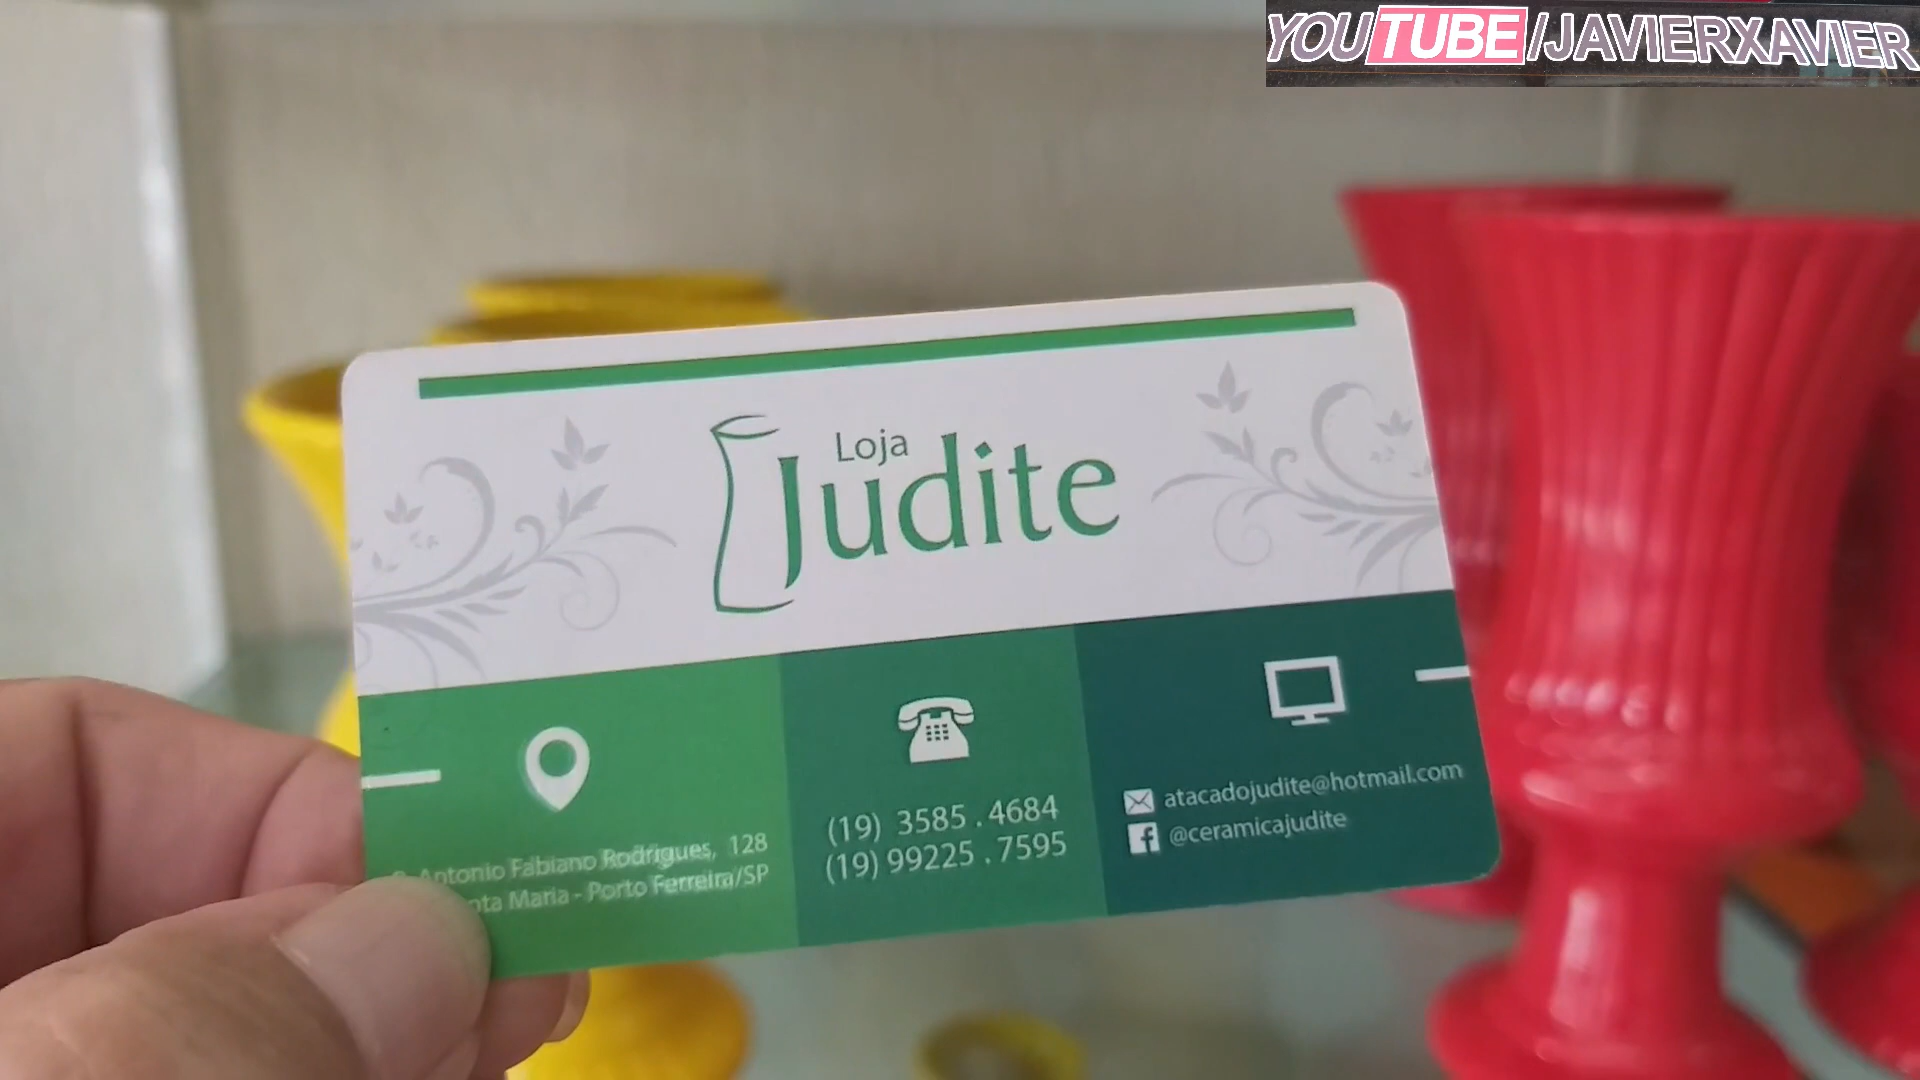 YOUTUBE/JAVIERXAVIER
Loja
Judite
Antonio Fabiano Rodrigues, 128
Maria - Porto Ferreira/SP
(19) 3585.4684
(19) 99225.7595
atacadojudite@hotmail.com
@ceramicajudite